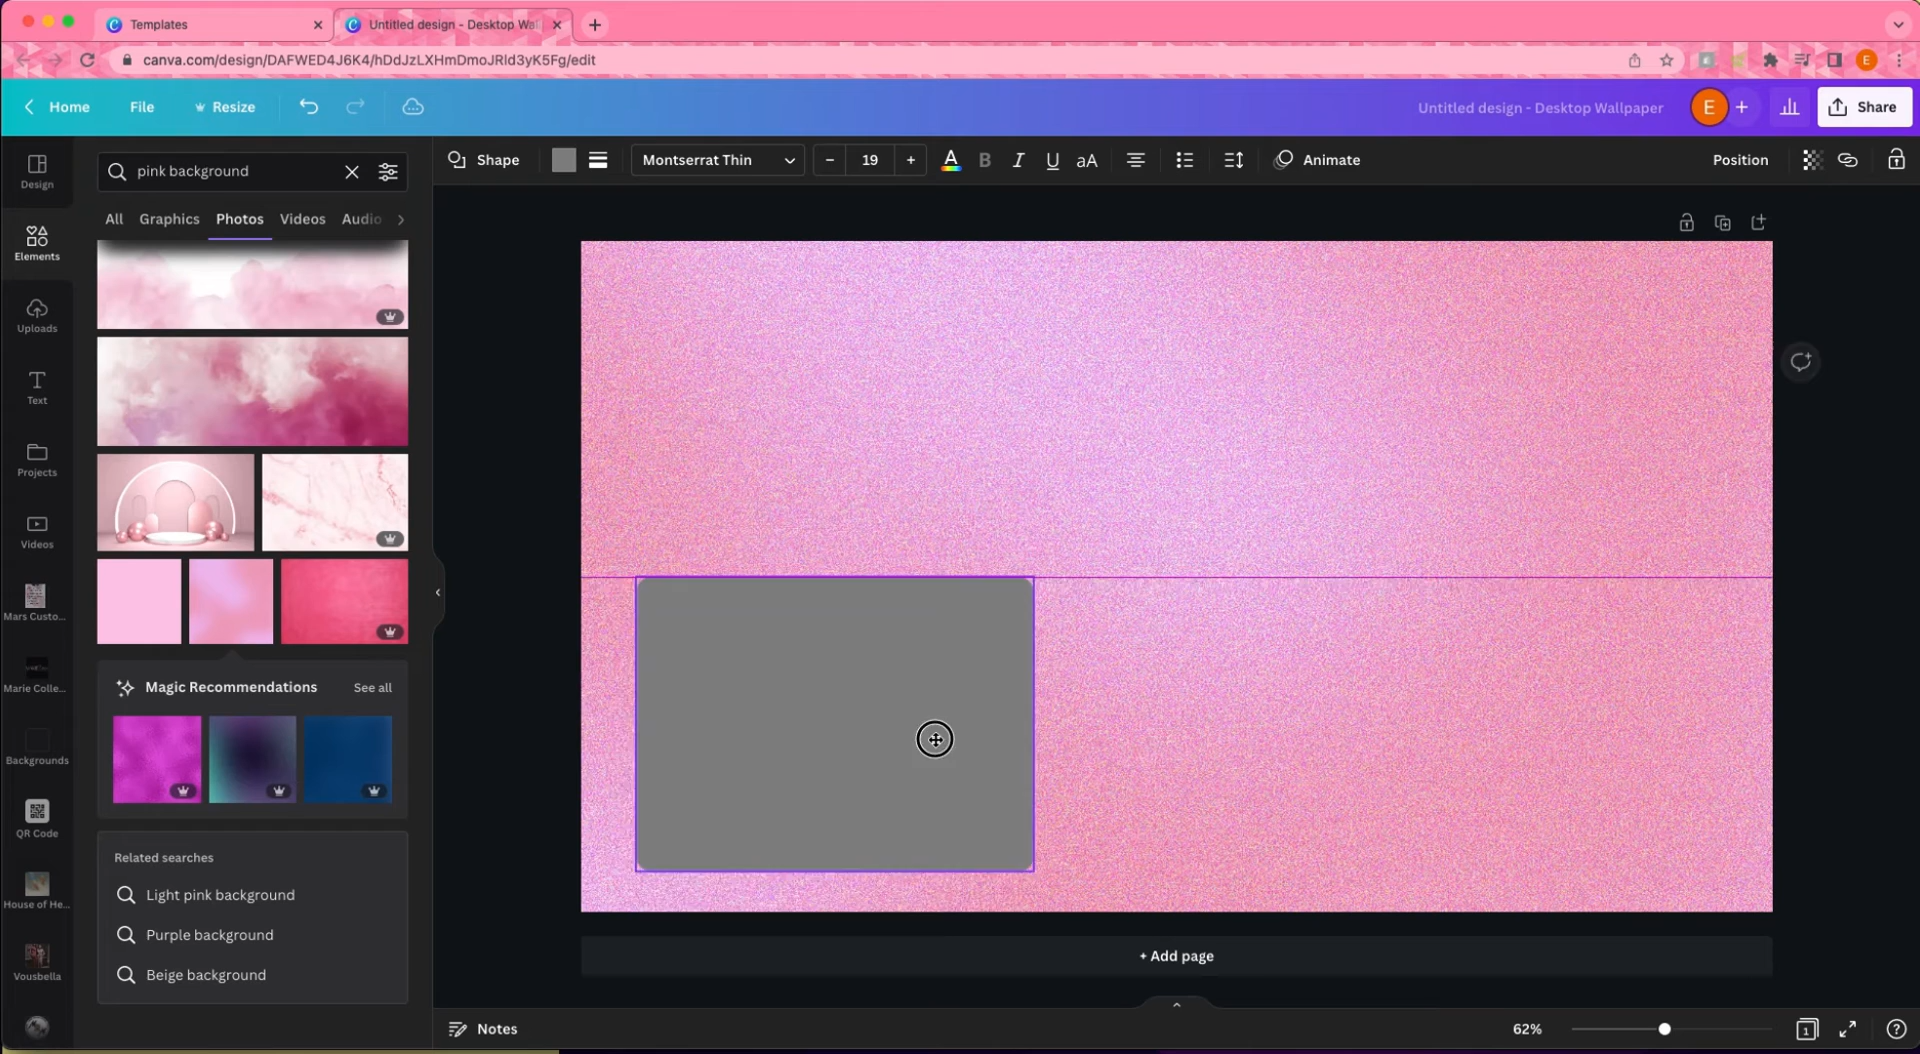 Templates
Untitled design - Desktop Wal
canva.com/design/DAFWED4J6K4/hDdJzLXHmDmoJRld3yK5Fg/edit
E
Home
File
Resize
Untitled design - Desktop Wallpaper
E
Share
Design
Elements
Uploads
Text
Projects
Videos
Mars Custo...
Marie Colle...
Backgrounds
QR Code
House of He...
Vousbella
pink background
All
Graphics
Photos
Videos
Audio
Magic Recommendations
See all
Related searches
Light pink background
Purple background
Beige background
Shape
Montserrat Thin
19
A
B
I
U
aA
Animate
Position
+ Add page
Notes
62%
1